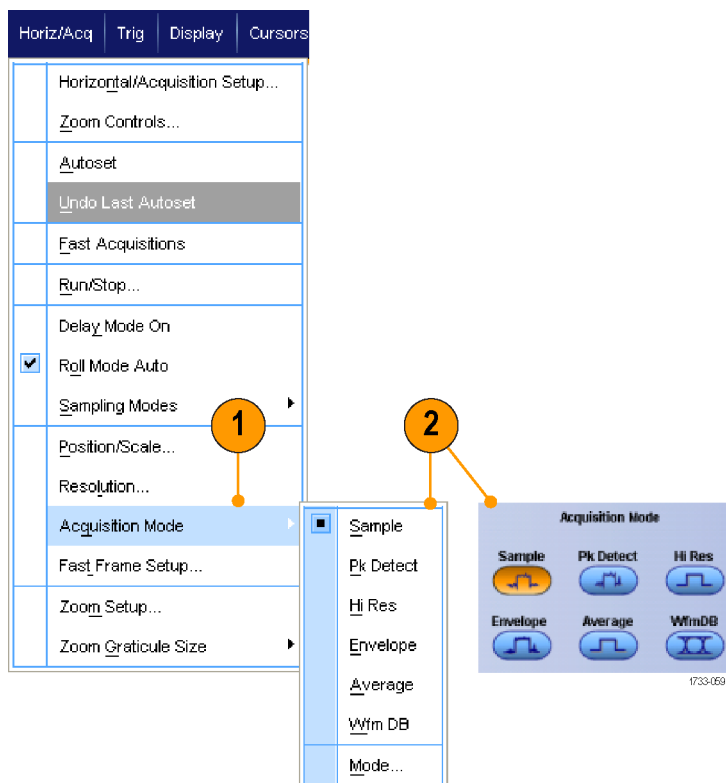 Horiz/Acq Trig Display Cursors
Horizontal/Acquisition Setup...
Zoom Controls...
Autoset
Undo Last Autoset
Fast Acquisitions
Run/Stop...
Delay Mode On
Roll Mode Auto
Sampling Modes
1
2
Position/Scale...
Resolution...
Acquisition Mode
Fast Frame Setup...
Zoom Setup...
Zoom Graticule Size
Sample
Pk Detect
Hi Res
Envelope
Average
Wfm DB
Mode...
Acquisition Mode
Sample Pk Detect Hi Res
Envelope Average WfmDB
1733-059